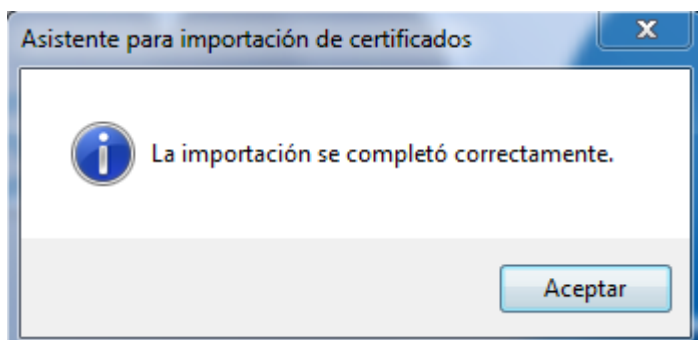 Asistente para importación de certificados
La importación se completó correctamente.
Aceptar